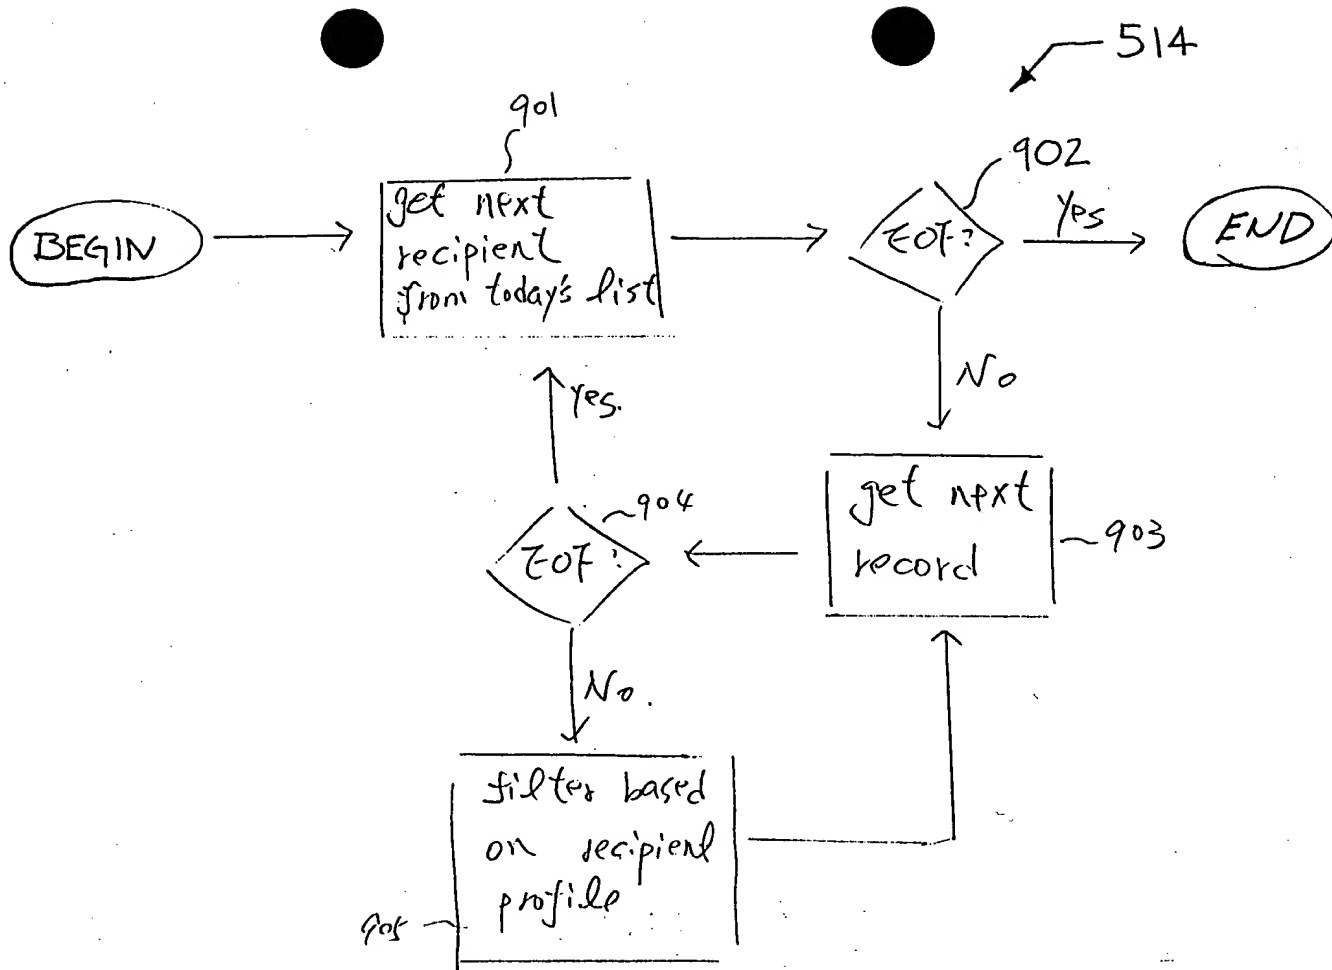 514
901
902
BEGIN
get next
recipient
from today's list
EOF?
Yes
END
No
Yes.
get next
record
903
904
EOF?
No.
filter based
on recipient
profile
905